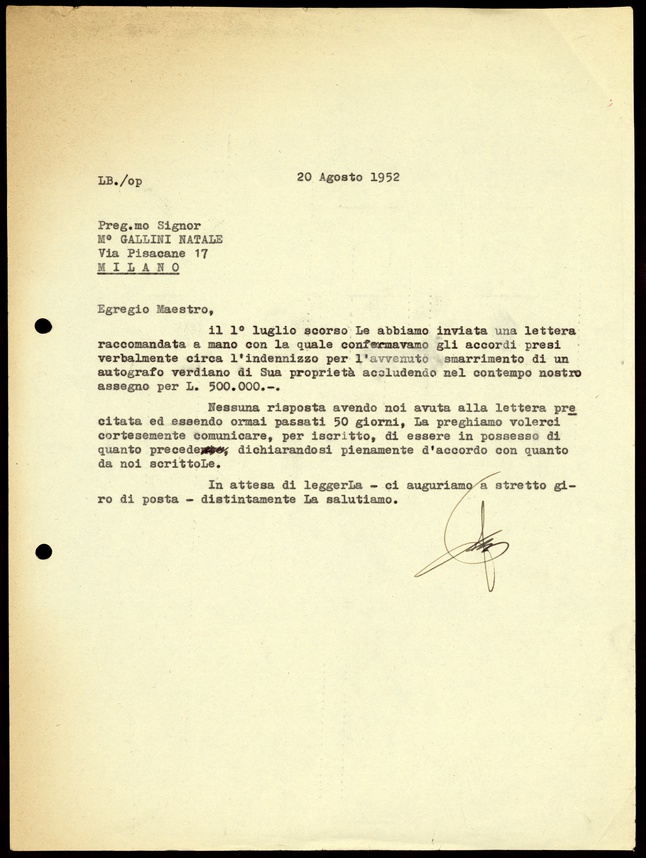 LB./op
20 Agosto 1952
Preg.mo Signor
M° GALLINI NATALE
Via Pisacane 17
M I L A N O
Egregio Maestro,
il 1° luglio scorso Le abbiamo inviata una lettera
raccomandata a mano con la quale confermavamo gli accordi presi
verbalmente circa l'indennizzo per l'avvenuto smarrimento di un
autografo verdiano di Sua proprietà accludendo nel contempo nostro
assegno per L. 500.000.-.
Nessuna risposta avendo noi avuta alla lettera pre
citata ed essendo ormai passati 50 giorni, La preghiamo volerci
cortesemente comunicare, per iscritto, di essere in possesso di
quanto precede, dichiarandosi pienamente d'accordo con quanto
da noi scrittoLe.
In attesa di leggerLa - ci auguriamo a stretto gi-
ro di posta - distintamente La salutiamo.